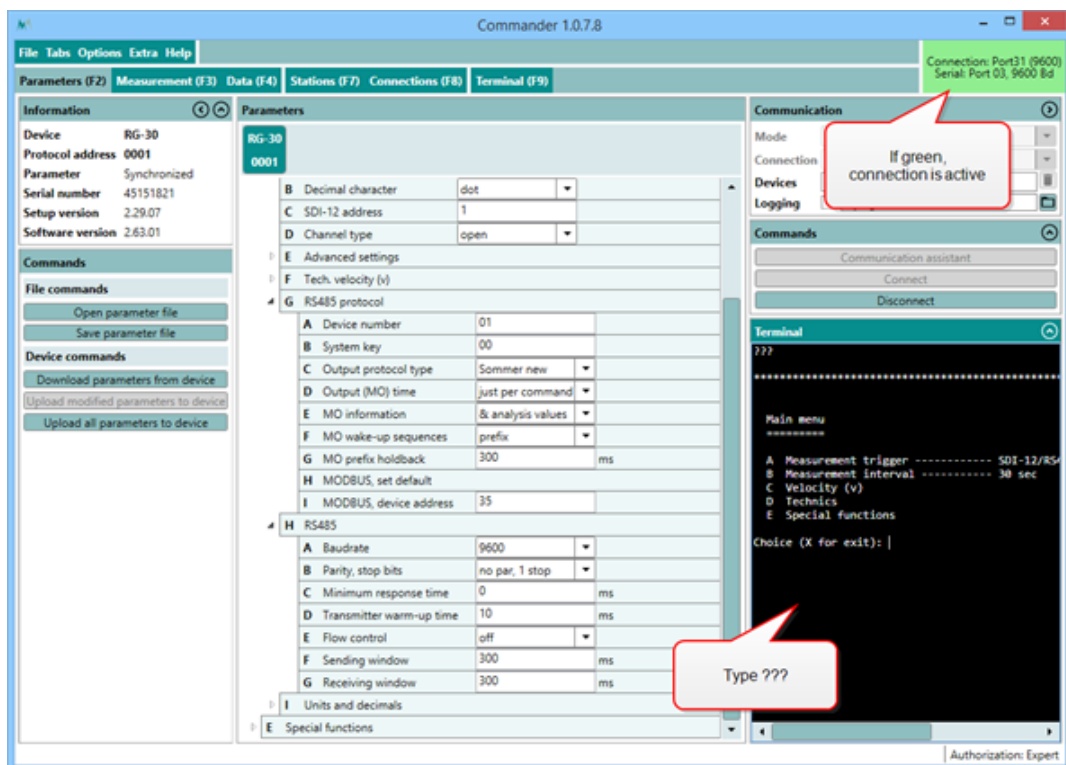 Commander 1.0.7.8
File Tabs Options Extra Help
Connection: Port31 (9600)
Serial: Port 03, 9600 Bd
Parameters (F2) Measurement (F3) Data (F4) Stations (F7) Connections (F8) Terminal (F9)
Information
Device RG-30
Protocol address 0001
Parameter Synchronized
Serial number 45151821
Setup version 2.29.07
Software version 2.63.01
Commands
File commands
Open parameter file
Save parameter file
Device commands
Download parameters from device
Upload modified parameters to device
Upload all parameters to device
Parameters
RG-30
0001
B Decimal character dot
C SDI-12 address 1
D Channel type open
E Advanced settings
F Tech. velocity (v)
G RS485 protocol
A Device number 01
B System key 00
C Output protocol type Sommer new
D Output (MO) time just per command
E MO information & analysis values
F MO wake-up sequences prefix
G MO prefix holdback 300 ms
H MODBUS, set default
I MODBUS, device address 35
H RS485
A Baudrate 9600
B Parity, stop bits no par, 1 stop
C Minimum response time 0 ms
D Transmitter warm-up time 10 ms
E Flow control off
F Sending window 300 ms
G Receiving window 300 ms
I Units and decimals
E Special functions
Communication
Mode
Connection
Devices
Logging
If green,
connection is active
Commands
Communication assistant
Connect
Disconnect
Terminal
???
****************************************************
Main menu
=========
A Measurement trigger ------------ SDI-12/RS4
B Measurement interval ----------- 30 sec
C Velocity (v)
D Technics
E Special functions
Choice (X for exit):
Type ???
Authorization: Expert